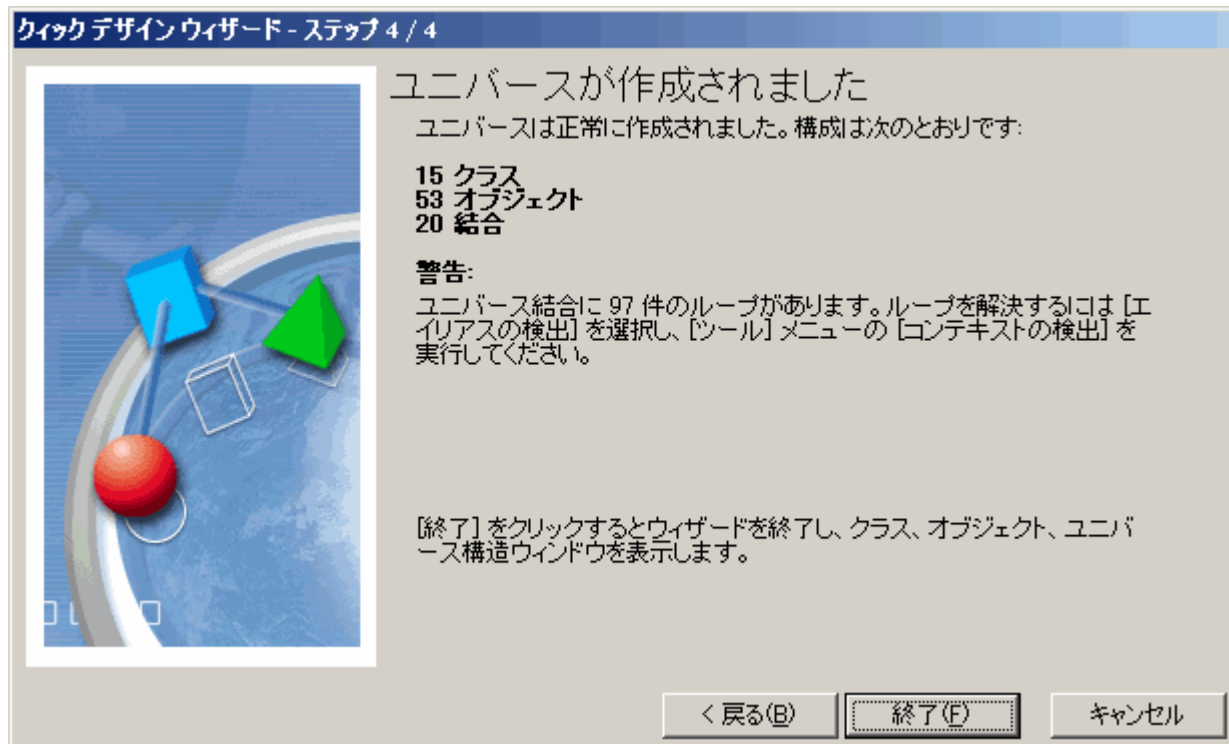 クィック デザイン ウィザード - ステップ 4 / 4
ユニバースが作成されました
ユニバースは正常に作成されました。構成は次のとおりです:
15 クラス
53 オブジェクト
20 結合
警告:
ユニバース結合に 97 件のループがあります。ループを解決するには [エ
イリアスの検出] を選択し、[ツール] メニューの [コンテキストの検出] を
実行してください。
[終了] をクリックするとウィザードを終了し、クラス、オブジェクト、ユニバ
ース構造ウィンドウを表示します。
< 戻る(B)
終了(F)
キャンセル